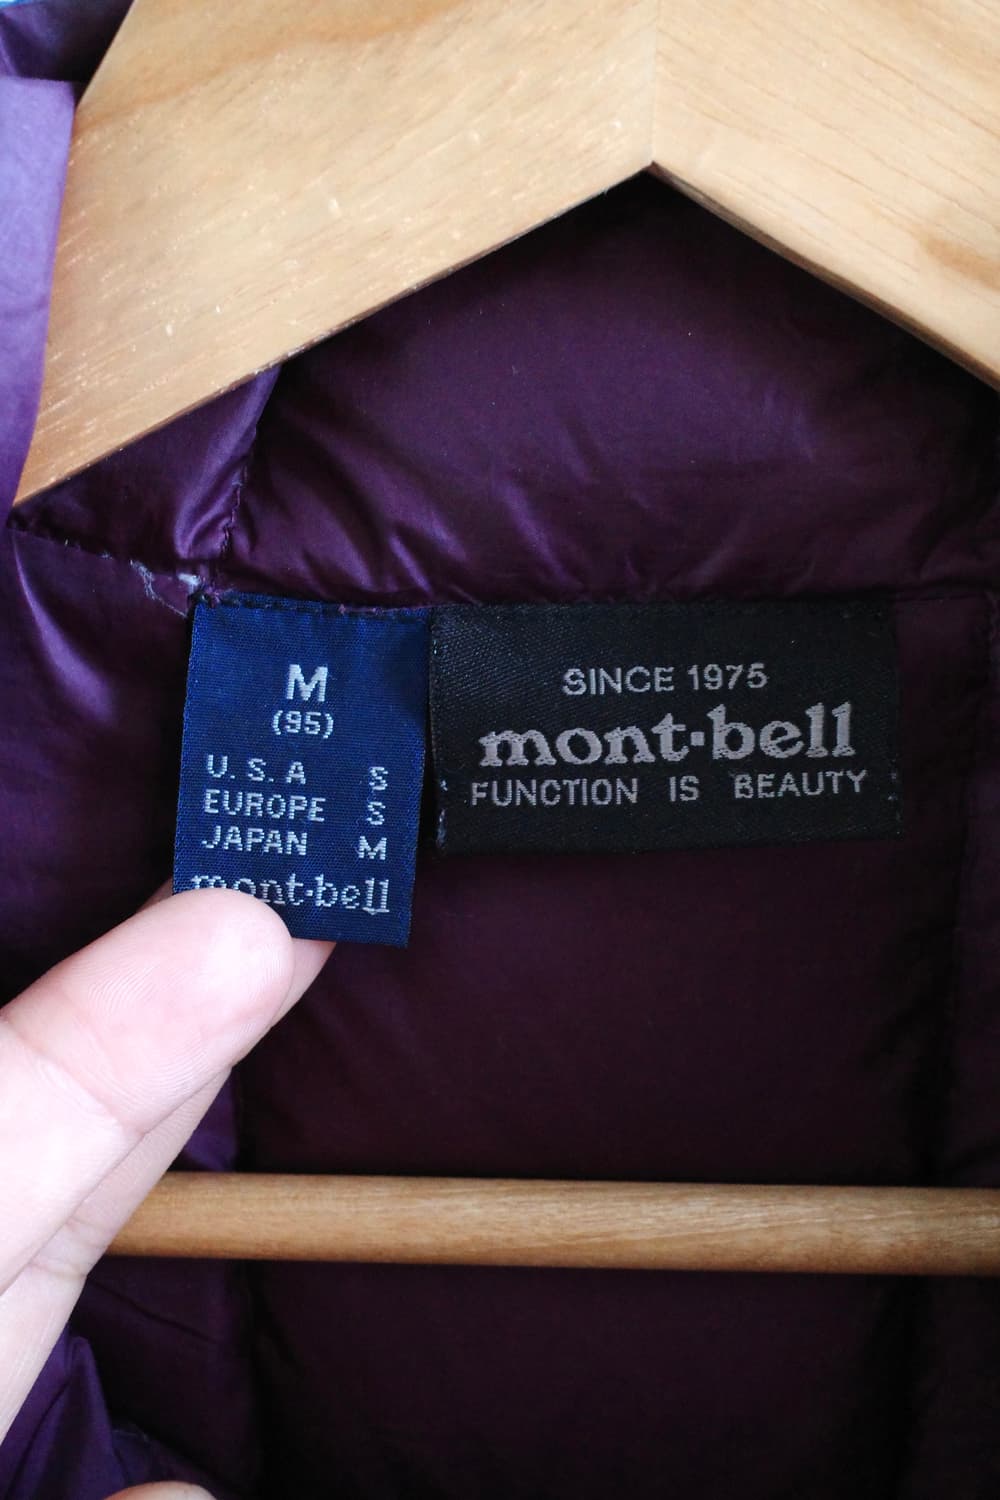 M
(95)
U.S.A S
EUROPE S
JAPAN M
mont·bell
SINCE 1975
mont·bell
FUNCTION IS BEAUTY